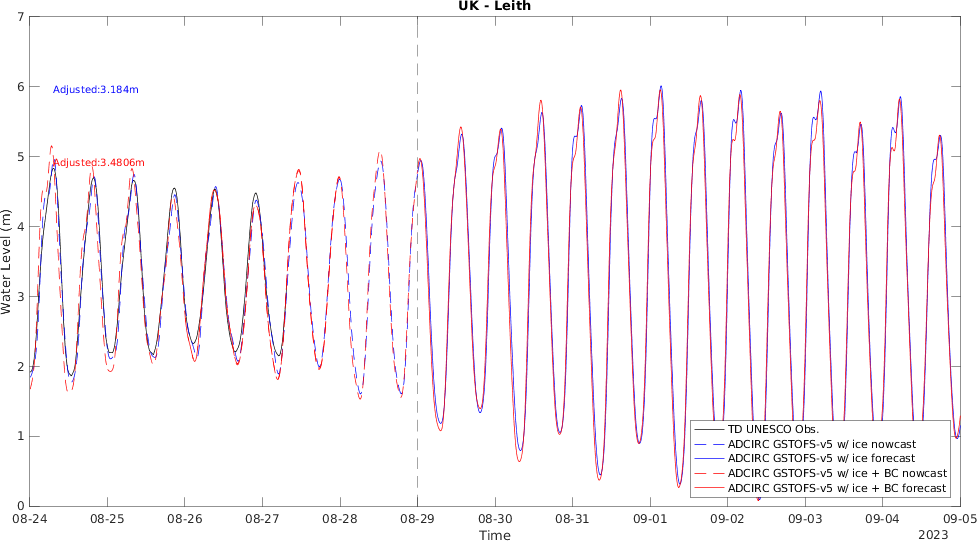 UK - Leith
7
6
5
4
3
2
1
0
Water Level (m)
Adjusted:3.184m
Adjusted:3.4806m
TD UNESCO Obs.
ADCIRC GSTOFS-v5 w/ ice nowcast
ADCIRC GSTOFS-v5 w/ ice forecast
ADCIRC GSTOFS-v5 w/ ice + BC nowcast
ADCIRC GSTOFS-v5 w/ ice + BC forecast
08-24 08-25 08-26 08-27 08-28 08-29 08-30 08-31 09-01 09-02 09-03 09-04 09-05
Time
2023